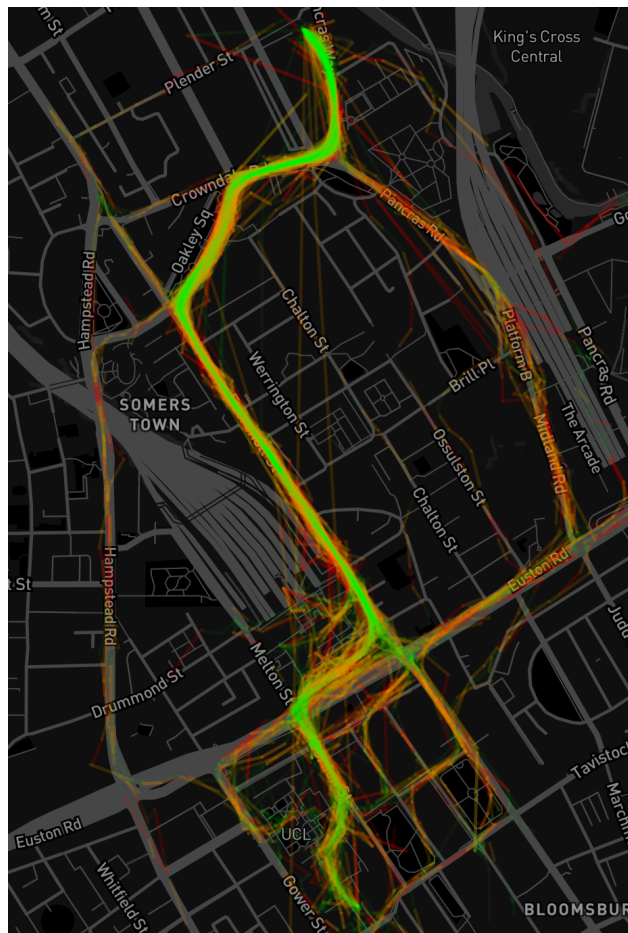 King's Cross
Central
Plender St
Crowndale
Pancras Rd
Oakley Sq
Hampstead Rd
Chalton St
Platform B
Brill Pl
Pancras Rd
Werrington St
SOMERS
TOWN
The Arcade
Midland Rd
Ossulston St
Chalton St
Euston Rd
Hampstead Rd
Melton St
Drummond St
Tavistock
Euston Rd
UCL
Gower St
Whitfield St
BLOOMSBUR